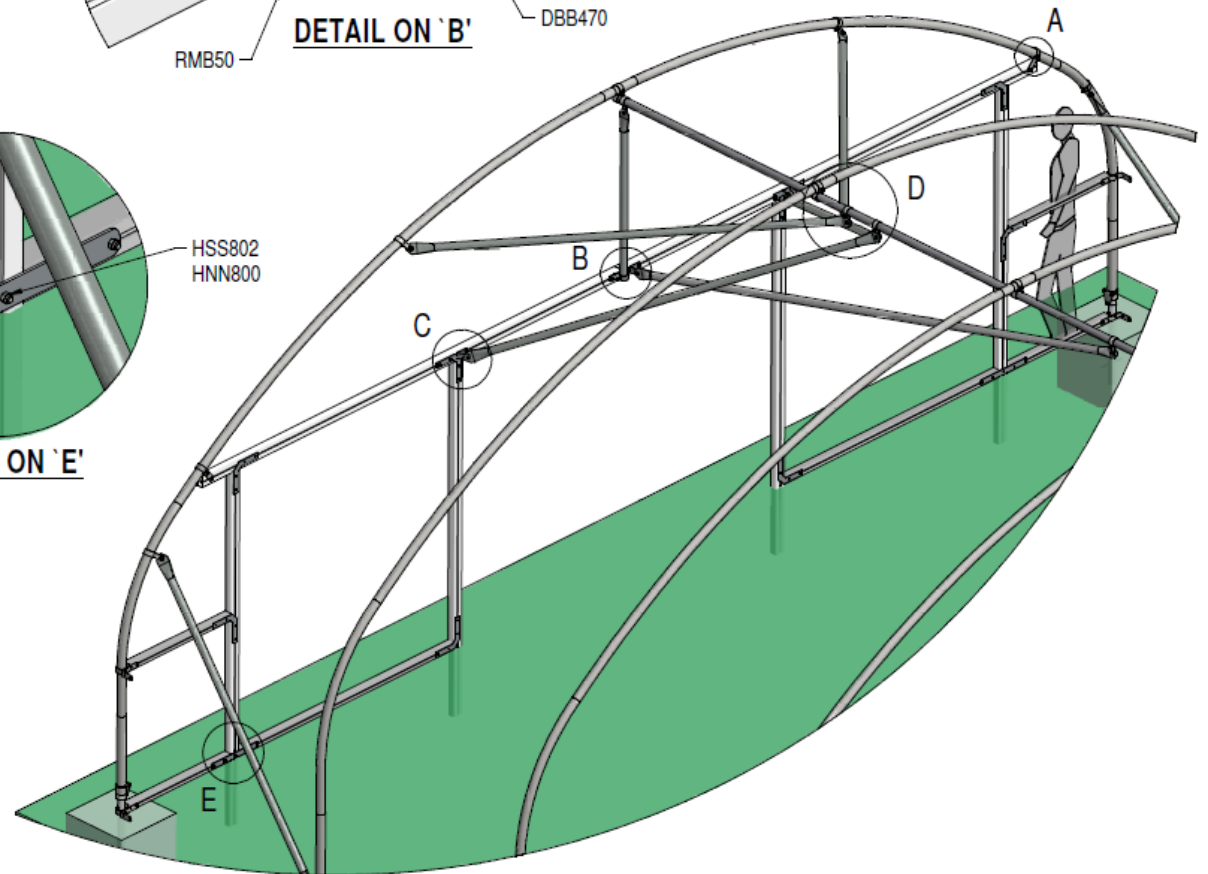 DBB470
DETAIL ON `B'
RMB50
A
D
B
HSS802
HNN800
C
ON `E'
E